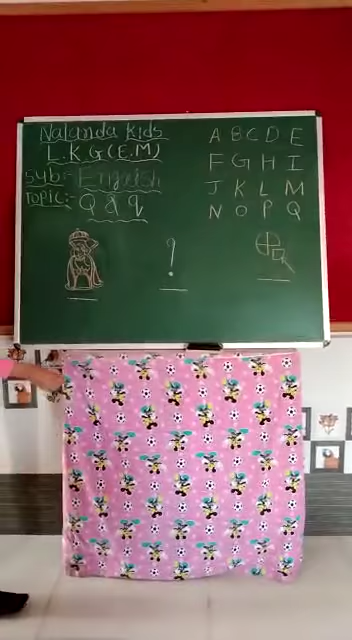 Nalanda kids
L.K.G(E.M)
Sub:- English
Topic:- Q & q
A B C D E
F G H I
J K L M
N O P Q
?